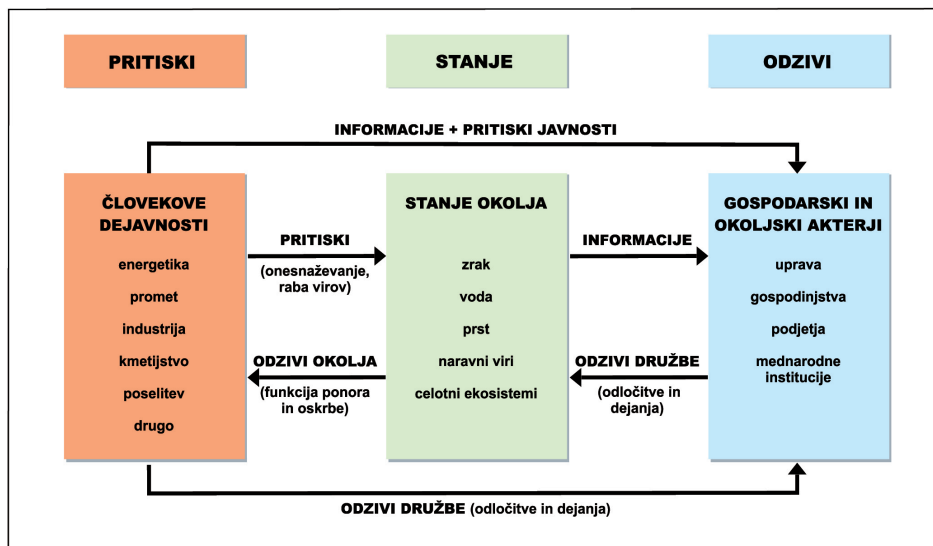 PRITISKI
STANJE
ODZIVI
INFORMACIJE + PRITISKI JAVNOSTI
ČLOVEKOVE
DEJAVNOSTI
energetika
promet
industrija
kmetijstvo
poselitev
drugo
PRITISKI
(onesnaževanje,
raba virov)
ODZIVI OKOLJA
(funkcija ponora
in oskrbe)
STANJE OKOLJA
zrak
voda
prst
naravni viri
celotni ekosistemi
INFORMACIJE
ODZIVI DRUŽBE
(odločitve in
dejanja)
GOSPODARSKI IN
OKOLJSKI AKTERJI
uprava
gospodinjstva
podjetja
mednarodne
institucije
ODZIVI DRUŽBE (odločitve in dejanja)